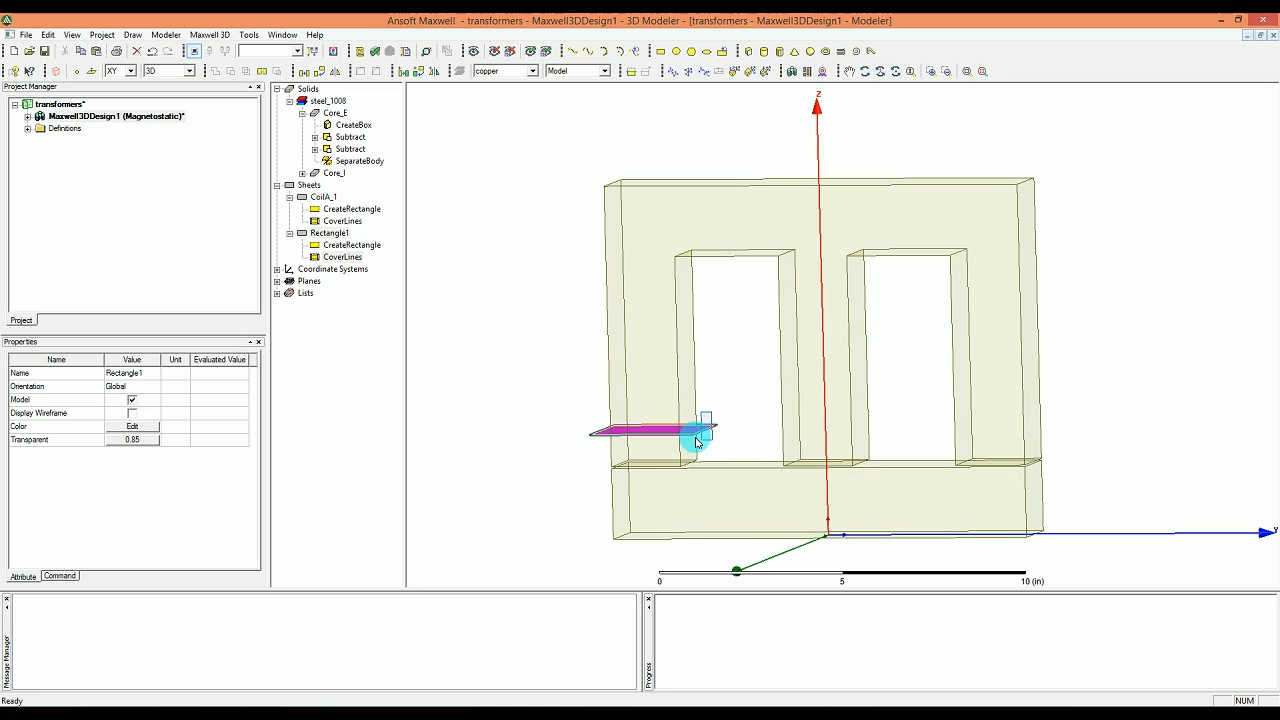 Ansoft Maxwell - transformers - Maxwell3DDesign1 - 3D Modeler - [transformers - Maxwell3DDesign1 - Modeler]
File Edit View Project Draw Modeler Maxwell 3D Tools Window Help
XY 3D copper Model
Project Manager
transformers*
Maxwell3DDesign1 (Magnetostatic)*
Definitions
Project
Properties
Name Value Unit Evaluated Value
Name Rectangle1
Orientation Global
Model
Display Wireframe
Color Edit
Transparent 0.85
Attribute Command
Solids
steel_1008
Core_E
CreateBox
Subtract
Subtract
SeparateBody
Core_I
Sheets
CoilA_1
CreateRectangle
CoverLines
Rectangle1
CreateRectangle
CoverLines
Coordinate Systems
Planes
Lists
Z
Y
0 5 10 (in)
Message Manager
Progress
Ready
NUM